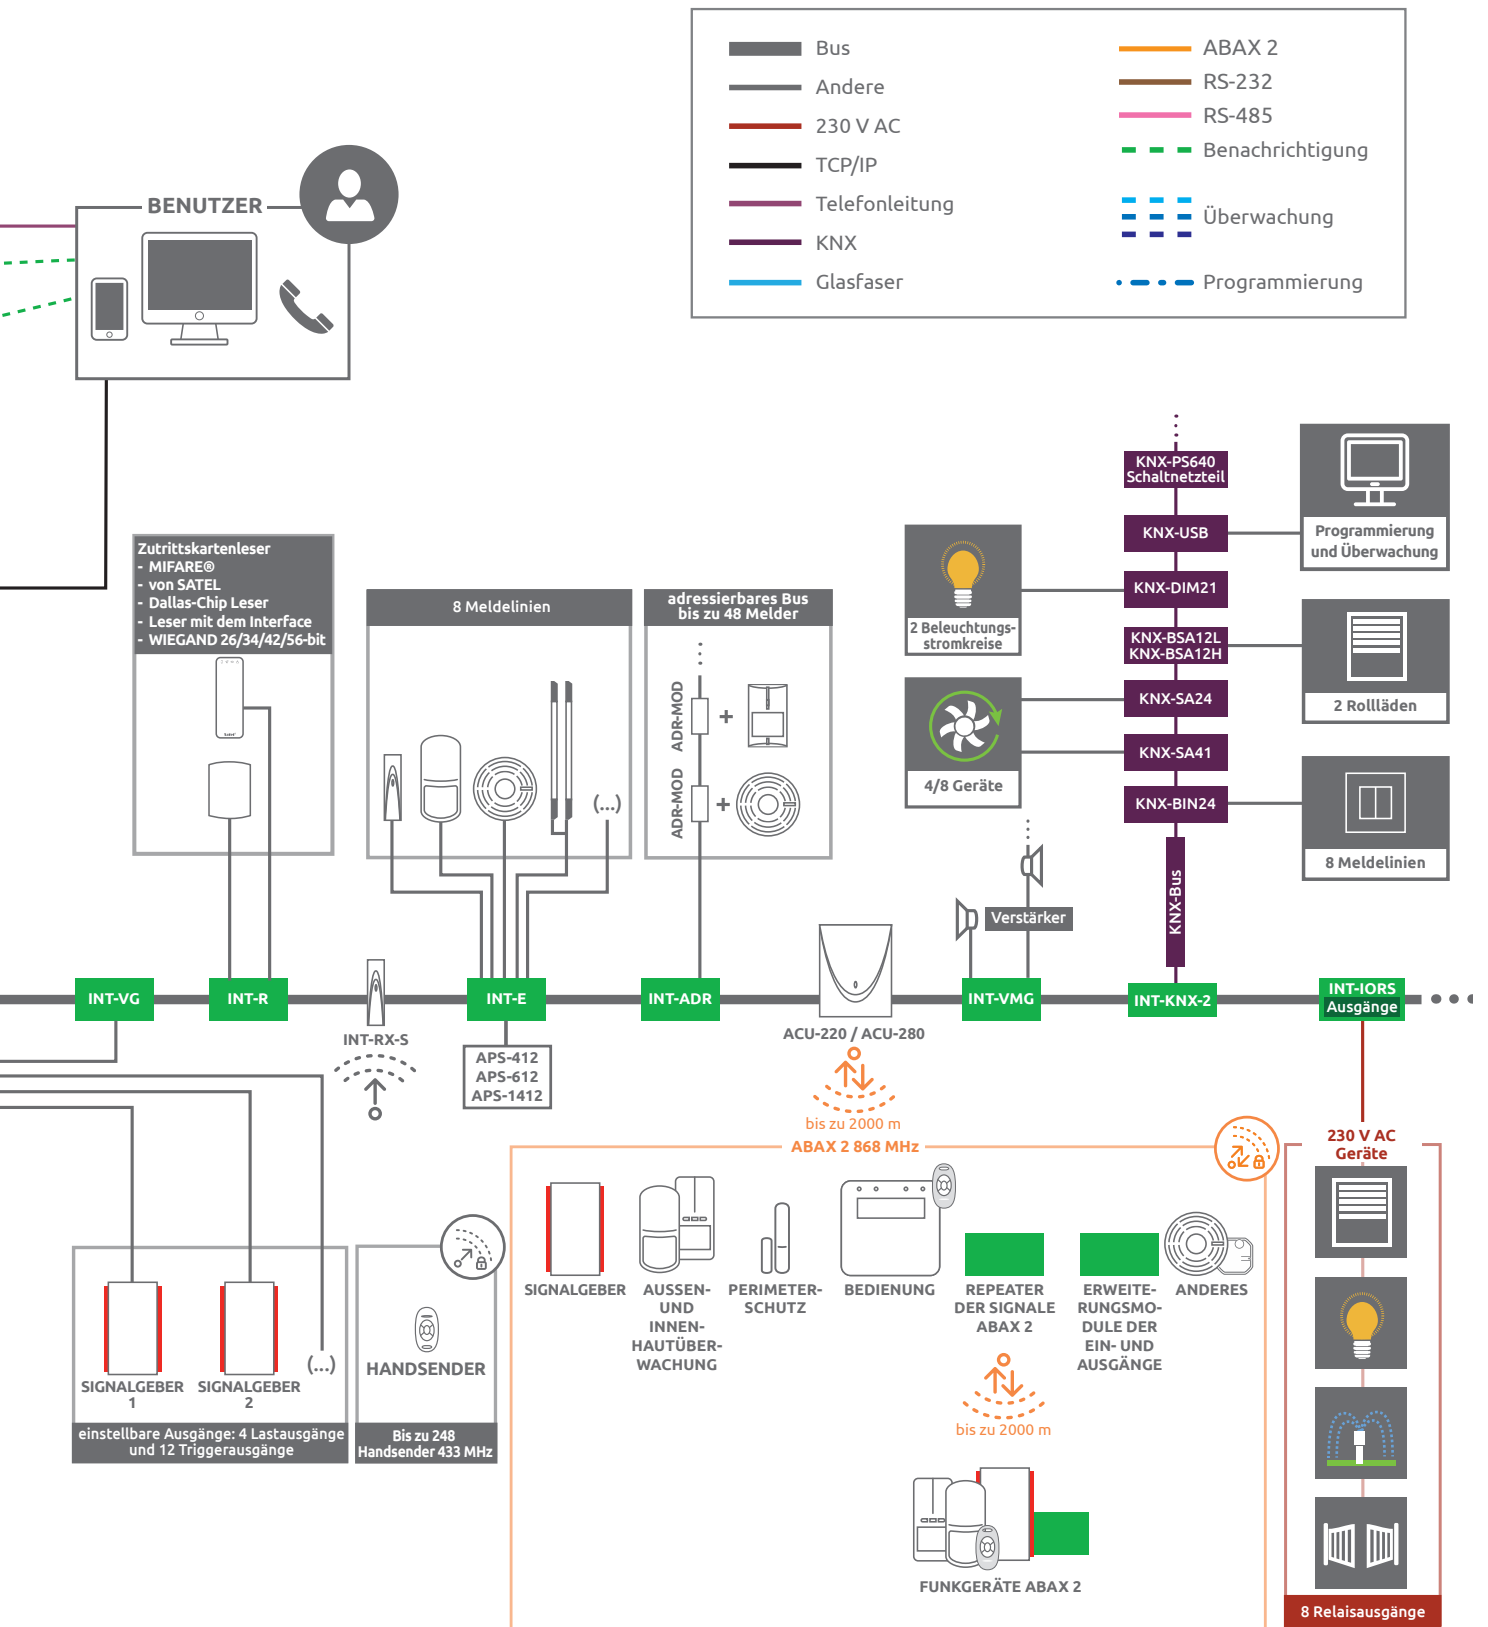 Bus
Andere
230 V AC
TCP/IP
Telefonleitung
KNX
Glasfaser
ABAX 2
RS-232
RS-485
Benachrichtigung
Überwachung
Programmierung
BENUTZER
KNX-PS640
Schaltnetzteil
KNX-USB
KNX-DIM21
KNX-BSA12L
KNX-BSA12H
KNX-SA24
KNX-SA41
KNX-BIN24
KNX-Bus
Programmierung
und Überwachung
2 Beleuchtungs-
stromkreise
2 Rollläden
4/8 Geräte
8 Meldelinien
Zutrittskartenleser
- MIFARE®
- von SATEL
- Dallas-Chip Leser
- Leser mit dem Interface
- WIEGAND 26/34/42/56-bit
Satel
8 Meldelinien
(...)
adressierbares Bus
bis zu 48 Melder
ADR-MOD
+
ADR-MOD
+
Verstärker
INT-VG
INT-R
INT-RX-S
INT-E
INT-ADR
ACU-220 / ACU-280
INT-VMG
INT-KNX-2
INT-IORS
Ausgänge
APS-412
APS-612
APS-1412
bis zu 2000 m
ABAX 2 868 MHz
230 V AC
Geräte
SIGNALGEBER
AUSSEN-
UND
INNEN-
HAUTÜBER-
WACHUNG
PERIMETER-
SCHUTZ
BEDIENUNG
REPEATER
DER SIGNALE
ABAX 2
ERWEITE-
RUNGSMO-
DULE DER
EIN- UND
AUSGÄNGE
ANDERES
bis zu 2000 m
FUNKGERÄTE ABAX 2
SIGNALGEBER
1
SIGNALGEBER
2
(...)
einstellbare Ausgänge: 4 Lastausgänge
und 12 Triggerausgänge
HANDSENDER
Bis zu 248
Handsender 433 MHz
8 Relaisausgänge